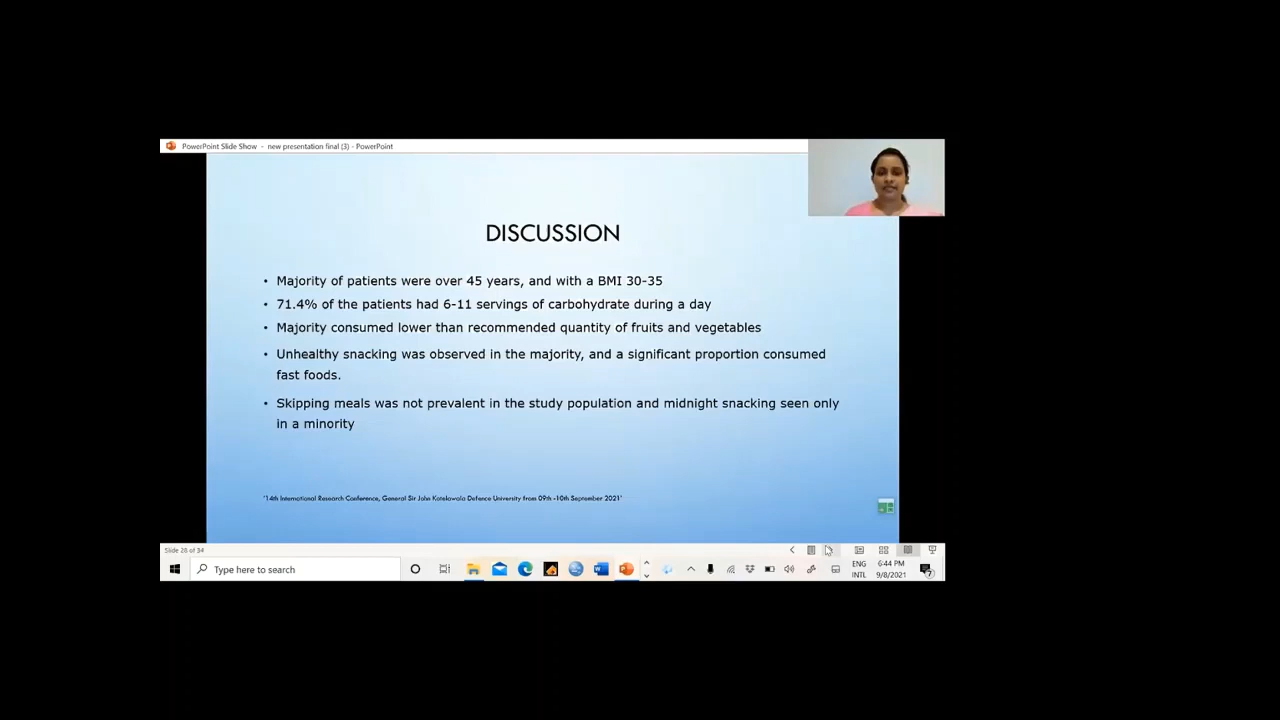 PowerPoint Slide Show - new presentation final (3) - PowerPoint
DISCUSSION
• Majority of patients were over 45 years, and with a BMI 30-35
• 71.4% of the patients had 6-11 servings of carbohydrate during a day
• Majority consumed lower than recommended quantity of fruits and vegetables
• Unhealthy snacking was observed in the majority, and a significant proportion consumed
fast foods.
• Skipping meals was not prevalent in the study population and midnight snacking seen only
in a minority
'14th International Research Conference, General Sir John Kotelawala Defence University from 09th -10th September 2021'
Slide 28 of 34
Type here to search
ENG
INTL
6:44 PM
9/8/2021